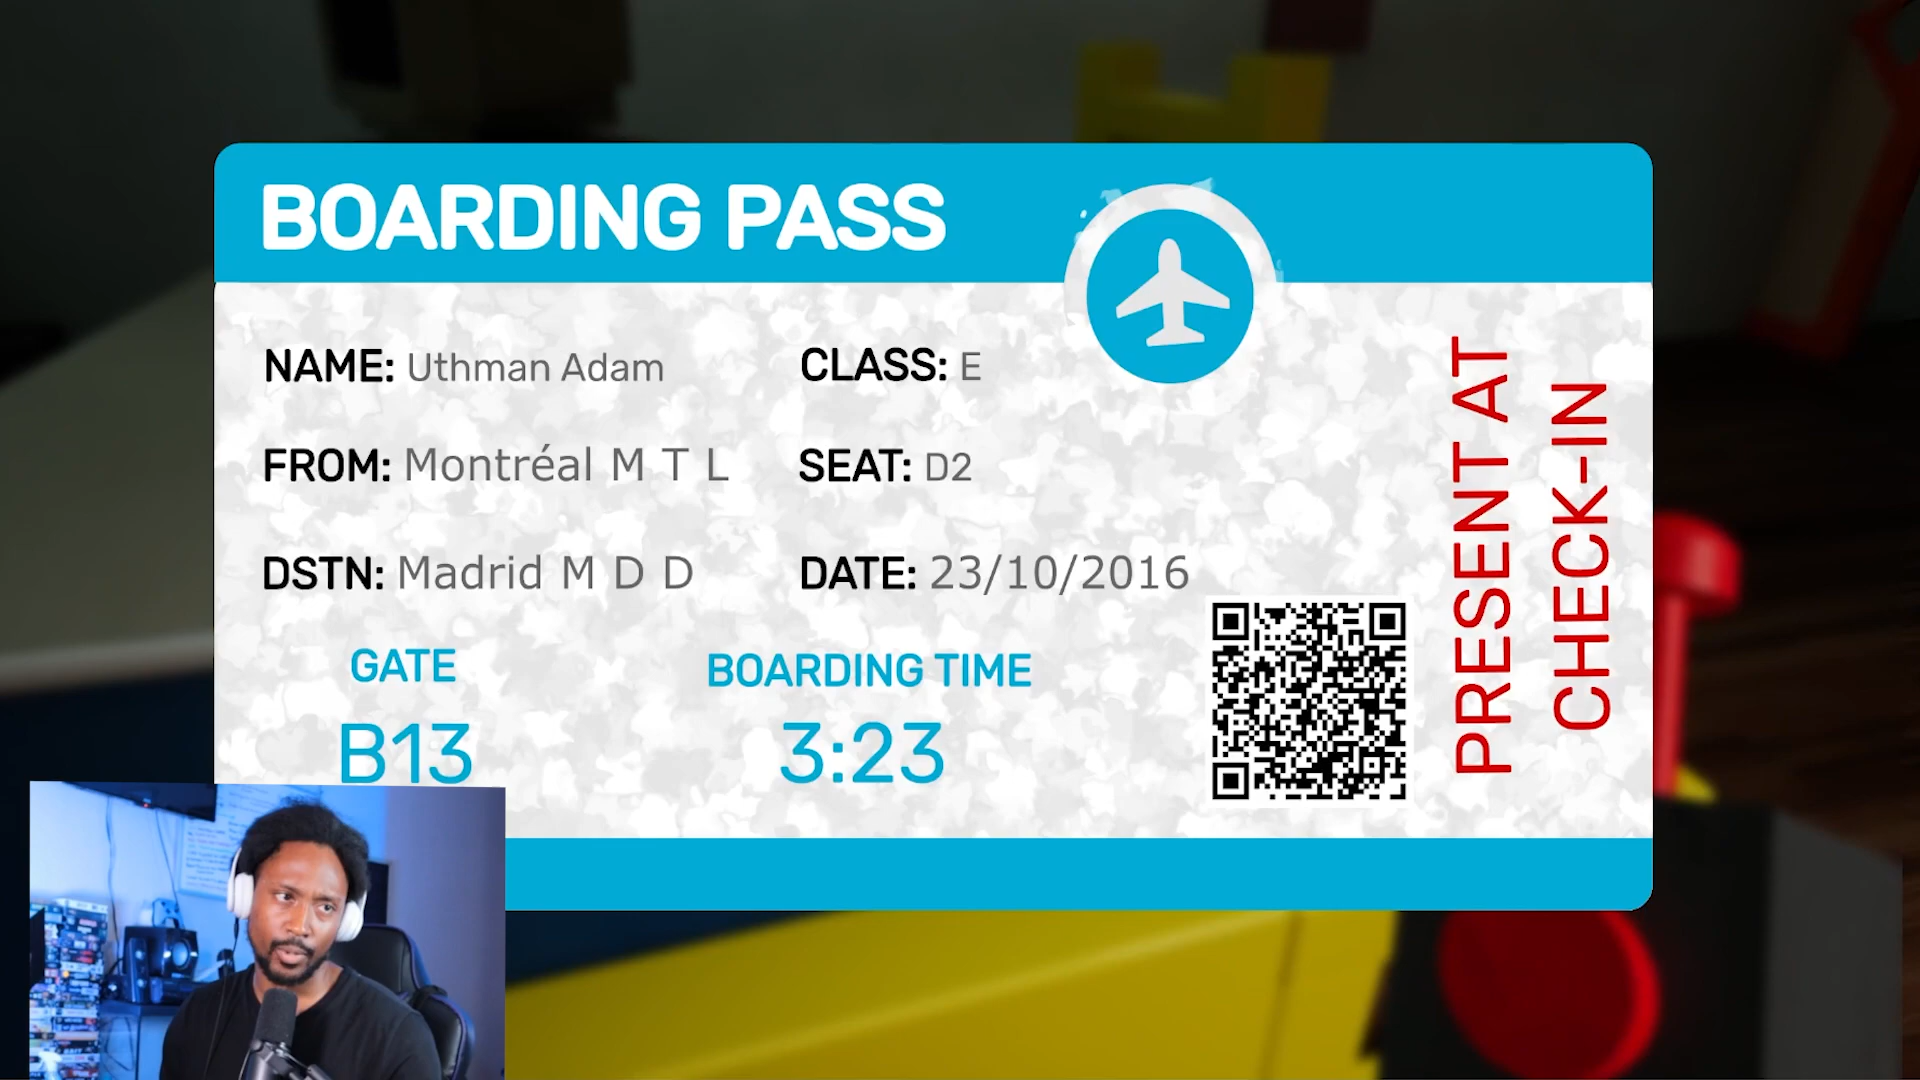 BOARDING PASS
NAME: Uthman Adam
CLASS: E
FROM: Montréal M T L
SEAT: D2
DSTN: Madrid M D D
DATE: 23/10/2016
GATE
BOARDING TIME
B13
3:23
PRESENT AT
CHECK-IN